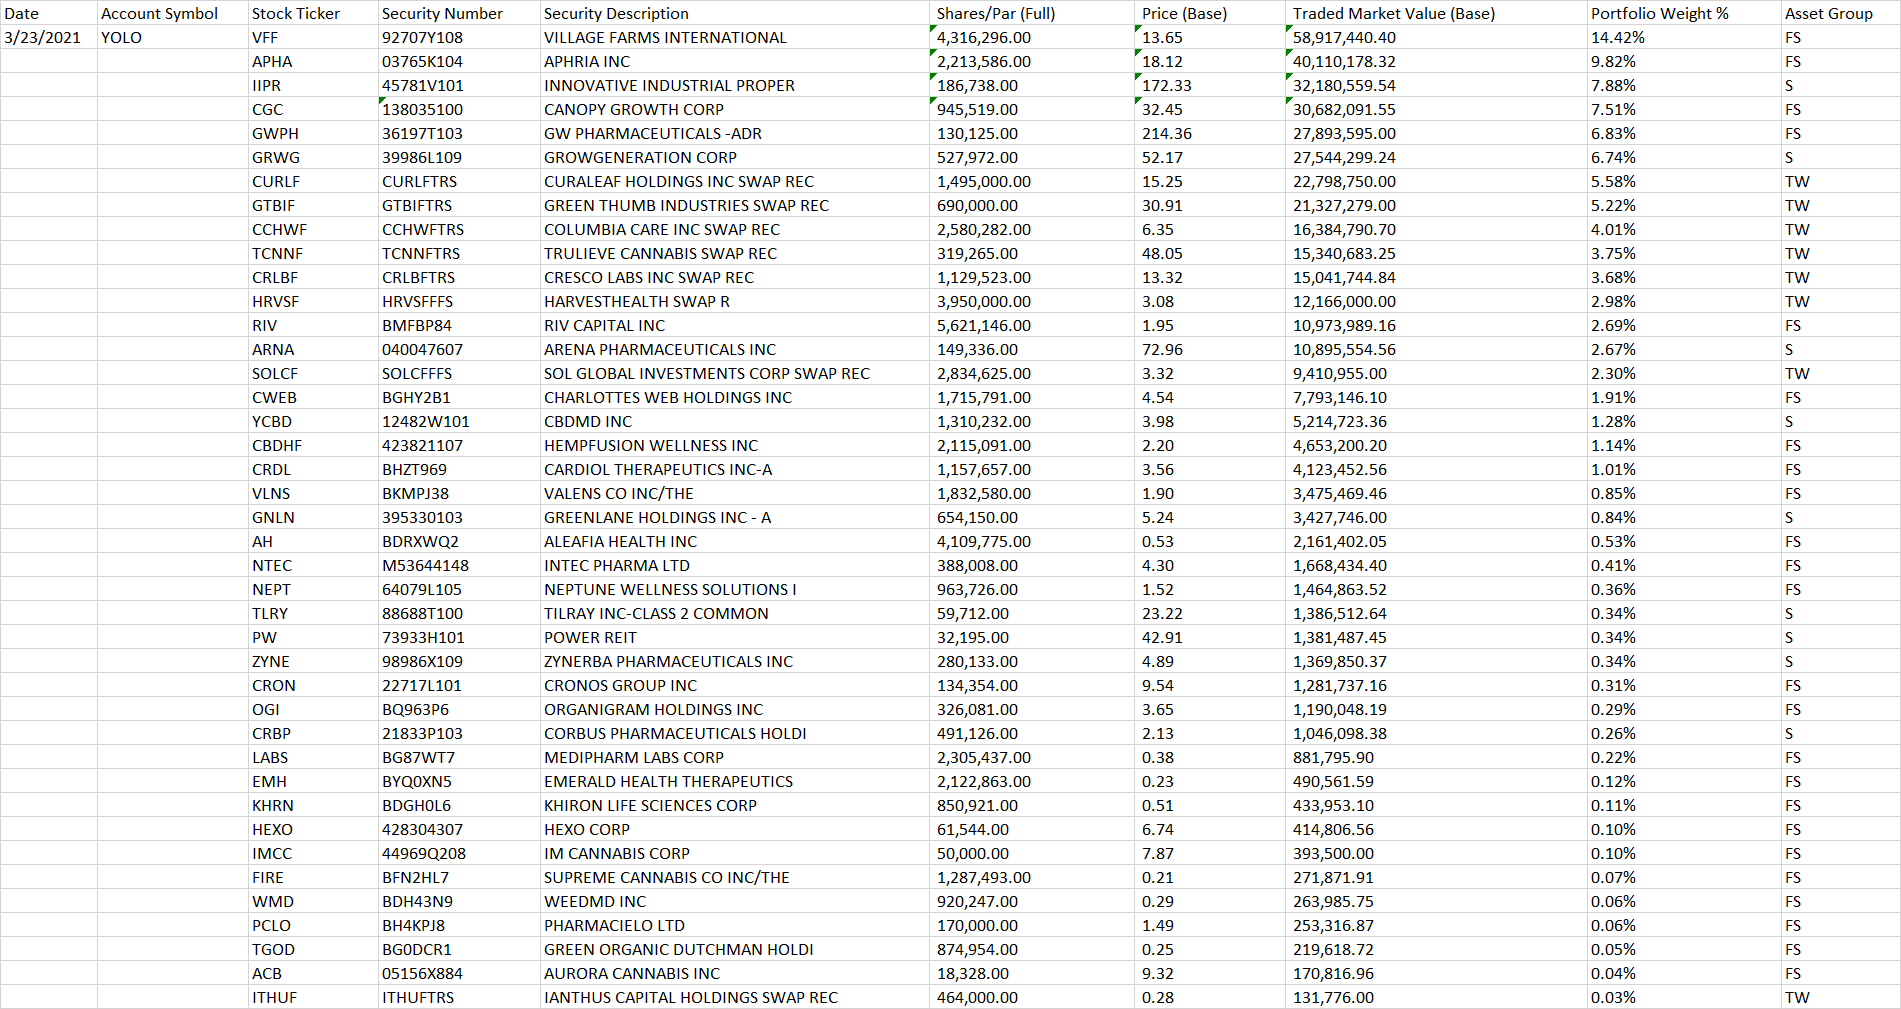 Date Account Symbol Stock Ticker Security Number Security Description Shares/Par (Full) Price (Base) Traded Market Value (Base) Portfolio Weight % Asset Group
3/23/2021 YOLO VFF 92707Y108 VILLAGE FARMS INTERNATIONAL 4,316,296.00 13.65 58,917,440.40 14.42% FS
APHA 03765K104 APHRIA INC 2,213,586.00 18.12 40,110,178.32 9.82% FS
IIPR 45781V101 INNOVATIVE INDUSTRIAL PROPER 186,738.00 172.33 32,180,559.54 7.88% S
CGC 138035100 CANOPY GROWTH CORP 945,519.00 32.45 30,682,091.55 7.51% FS
GWPH 36197T103 GW PHARMACEUTICALS -ADR 130,125.00 214.36 27,893,595.00 6.83% FS
GRWG 39986L109 GROWGENERATION CORP 527,972.00 52.17 27,544,299.24 6.74% S
CURLF CURLFTRS CURALEAF HOLDINGS INC SWAP REC 1,495,000.00 15.25 22,798,750.00 5.58% TW
GTBIF GTBIFTRS GREEN THUMB INDUSTRIES SWAP REC 690,000.00 30.91 21,327,279.00 5.22% TW
CCHWF CCHWFTRS COLUMBIA CARE INC SWAP REC 2,580,282.00 6.35 16,384,790.70 4.01% TW
TCNNF TCNNFTRS TRULIEVE CANNABIS SWAP REC 319,265.00 48.05 15,340,683.25 3.75% TW
CRLBF CRLBFTRS CRESCO LABS INC SWAP REC 1,129,523.00 13.32 15,041,744.84 3.68% TW
HRVSF HRVSFFFS HARVESTHEALTH SWAP R 3,950,000.00 3.08 12,166,000.00 2.98% TW
RIV BMFBP84 RIV CAPITAL INC 5,621,146.00 1.95 10,973,989.16 2.69% FS
ARNA 040047607 ARENA PHARMACEUTICALS INC 149,336.00 72.96 10,895,554.56 2.67% S
SOLCF SOLCFFFS SOL GLOBAL INVESTMENTS CORP SWAP REC 2,834,625.00 3.32 9,410,955.00 2.30% TW
CWEB BGHY2B1 CHARLOTTES WEB HOLDINGS INC 1,715,791.00 4.54 7,793,146.10 1.91% FS
YCBD 12482W101 CBDMD INC 1,310,232.00 3.98 5,214,723.36 1.28% S
CBDHF 423821107 HEMPFUSION WELLNESS INC 2,115,091.00 2.20 4,653,200.20 1.14% FS
CRDL BHZT969 CARDIOL THERAPEUTICS INC-A 1,157,657.00 3.56 4,123,452.56 1.01% FS
VLNS BKMPJ38 VALENS CO INC/THE 1,832,580.00 1.90 3,475,469.46 0.85% FS
GNLN 395330103 GREENLANE HOLDINGS INC - A 654,150.00 5.24 3,427,746.00 0.84% S
AH BDRXWQ2 ALEAFIA HEALTH INC 4,109,775.00 0.53 2,161,402.05 0.53% FS
NTEC M53644148 INTEC PHARMA LTD 388,008.00 4.30 1,668,434.40 0.41% FS
NEPT 64079L105 NEPTUNE WELLNESS SOLUTIONS I 963,726.00 1.52 1,464,863.52 0.36% FS
TLRY 88688T100 TILRAY INC-CLASS 2 COMMON 59,712.00 23.22 1,386,512.64 0.34% S
PW 73933H101 POWER REIT 32,195.00 42.91 1,381,487.45 0.34% S
ZYNE 98986X109 ZYNERBA PHARMACEUTICALS INC 280,133.00 4.89 1,369,850.37 0.34% S
CRON 22717L101 CRONOS GROUP INC 134,354.00 9.54 1,281,737.16 0.31% FS
OGI BQ963P6 ORGANIGRAM HOLDINGS INC 326,081.00 3.65 1,190,048.19 0.29% FS
CRBP 21833P103 CORBUS PHARMACEUTICALS HOLDI 491,126.00 2.13 1,046,098.38 0.26% S
LABS BG87WT7 MEDIPHARM LABS CORP 2,305,437.00 0.38 881,795.90 0.22% FS
EMH BYQ0XN5 EMERALD HEALTH THERAPEUTICS 2,122,863.00 0.23 490,561.59 0.12% FS
KHRN BDGH0L6 KHIRON LIFE SCIENCES CORP 850,921.00 0.51 433,953.10 0.11% FS
HEXO 428304307 HEXO CORP 61,544.00 6.74 414,806.56 0.10% FS
IMCC 44969Q208 IM CANNABIS CORP 50,000.00 7.87 393,500.00 0.10% FS
FIRE BFN2HL7 SUPREME CANNABIS CO INC/THE 1,287,493.00 0.21 271,871.91 0.07% FS
WMD BDH43N9 WEEDMD INC 920,247.00 0.29 263,985.75 0.06% FS
PCLO BH4KPJ8 PHARMACIELO LTD 170,000.00 1.49 253,316.87 0.06% FS
TGOD BG0DCR1 GREEN ORGANIC DUTCHMAN HOLDI 874,954.00 0.25 219,618.72 0.05% FS
ACB 05156X884 AURORA CANNABIS INC 18,328.00 9.32 170,816.96 0.04% FS
ITHUF ITHUFTRS IANTHUS CAPITAL HOLDINGS SWAP REC 464,000.00 0.28 131,776.00 0.03% TW